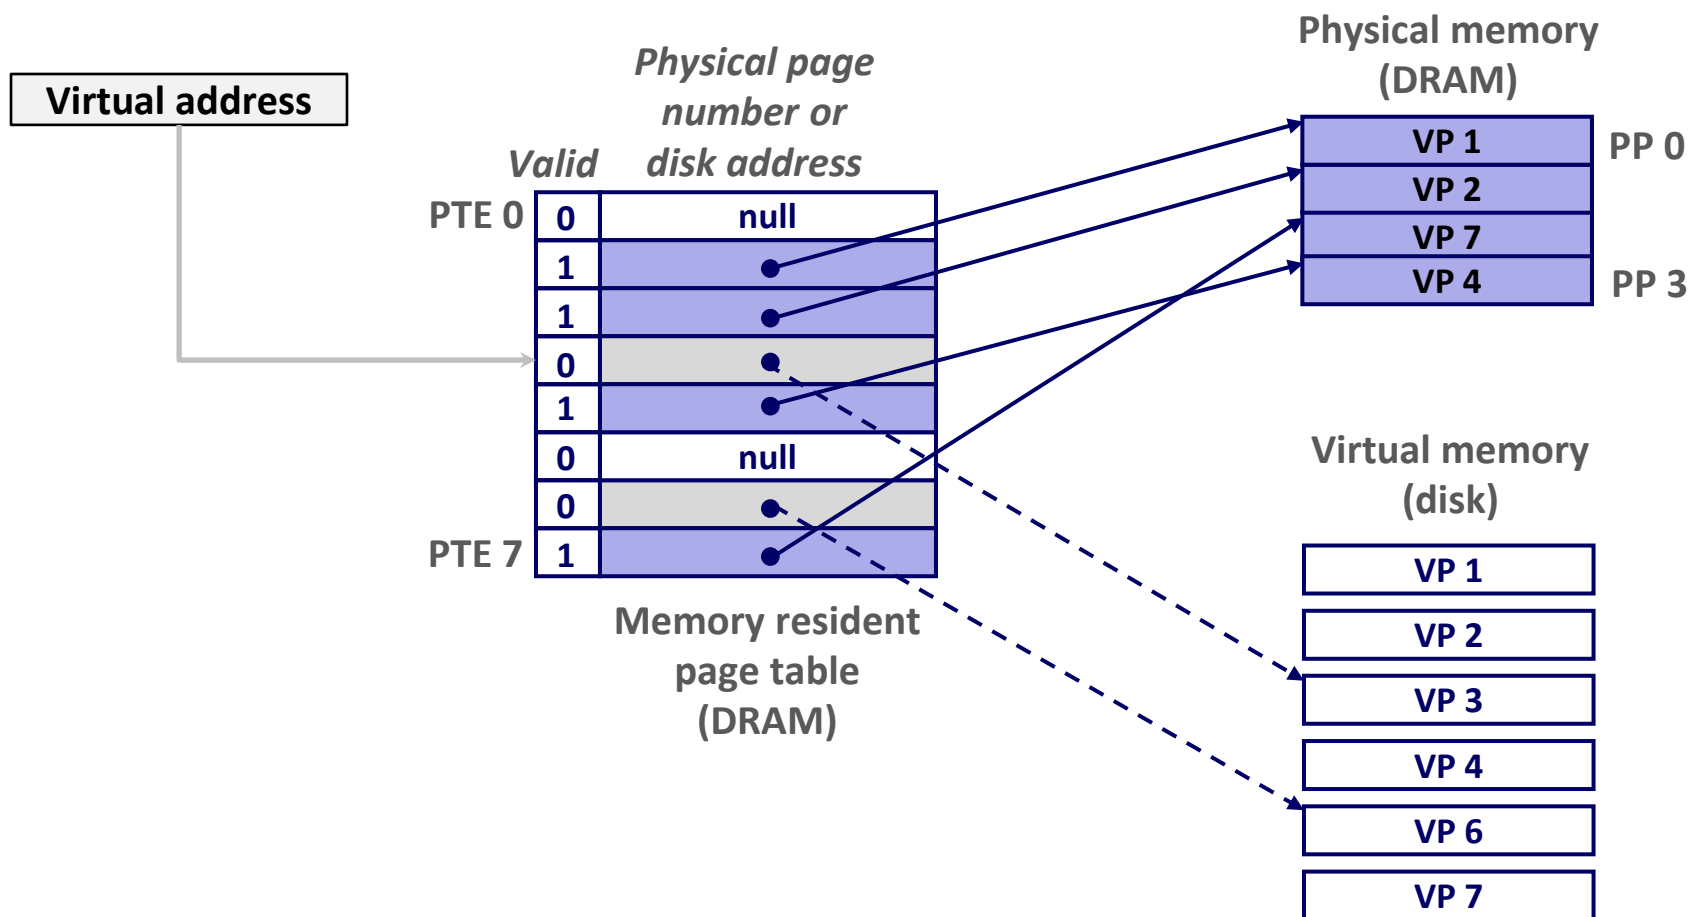 Virtual address
Physical page
number or
disk address
Valid
PTE 0
0
null
1
1
0
1
0
null
0
PTE 7
1
Memory resident
page table
(DRAM)
Physical memory
(DRAM)
VP 1
PP 0
VP 2
VP 7
VP 4
PP 3
Virtual memory
(disk)
VP 1
VP 2
VP 3
VP 4
VP 6
VP 7